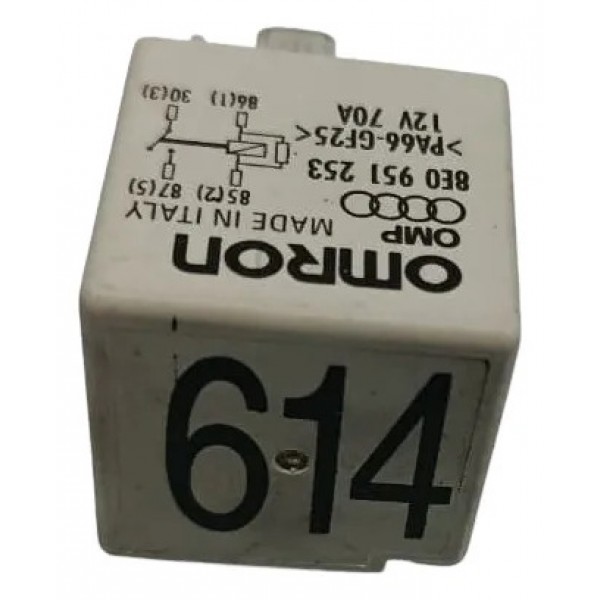 OMRON
OMP
MADE IN ITALY
8E0 951 253
>PA66-GF25<
12V 70A
85(2) 87(5)
86(1) 30(3)
614